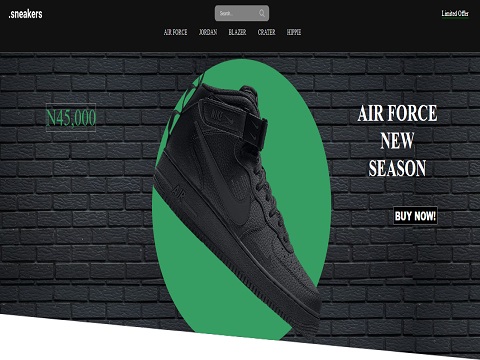 .sneakers
Search...
Limited Offer
AIR FORCE JORDAN BLAZER CRATER HIPPIE
N45,000
AIR FORCE
NEW
SEASON
BUY NOW!